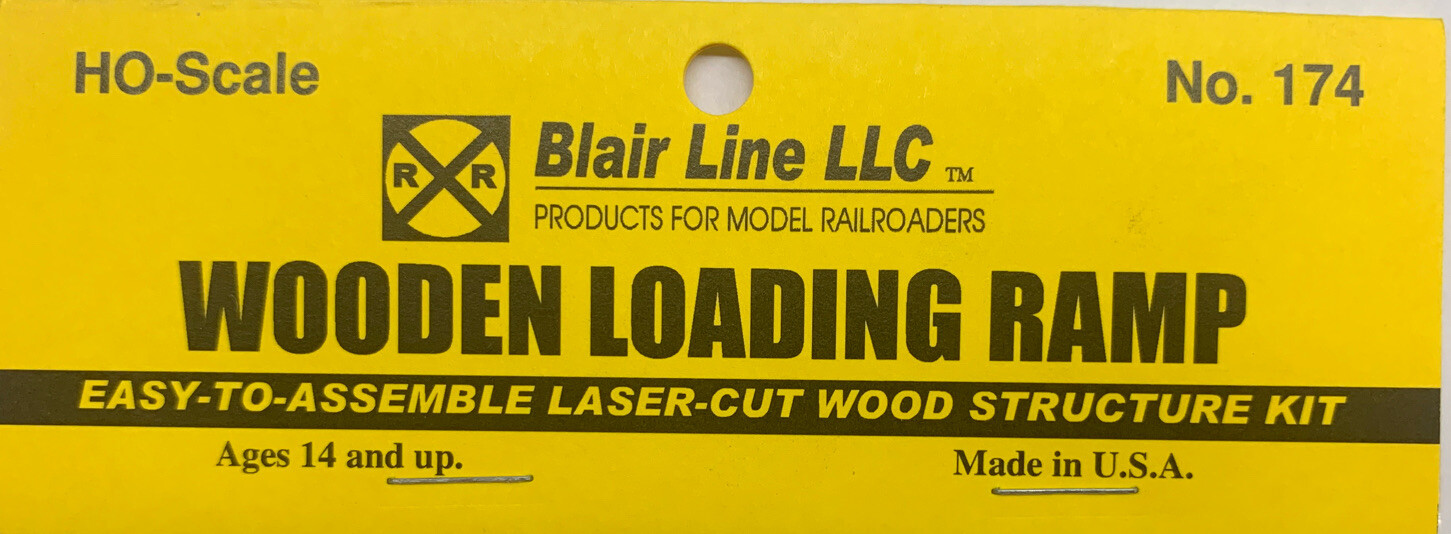 HO-Scale
No. 174
R R
Blair Line LLC TM
PRODUCTS FOR MODEL RAILROADERS
WOODEN LOADING RAMP
EASY-TO-ASSEMBLE LASER-CUT WOOD STRUCTURE KIT
Ages 14 and up.
Made in U.S.A.